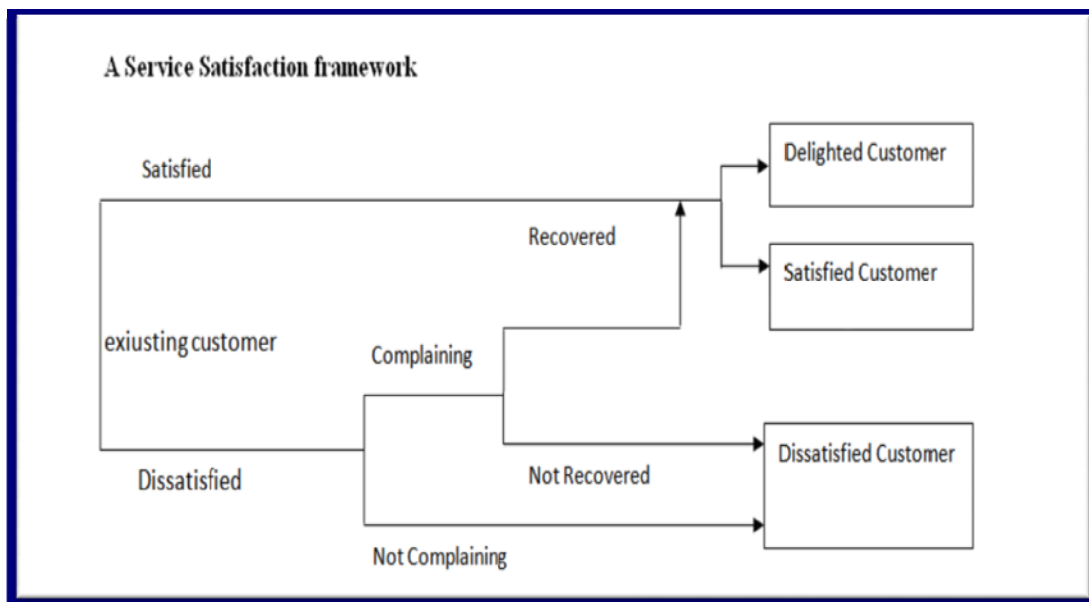 A Service Satisfaction framework
Delighted Customer
Satisfied
Recovered
Satisfied Customer
exiusting customer
Complaining
Dissatisfied Customer
Dissatisfied
Not Recovered
Not Complaining